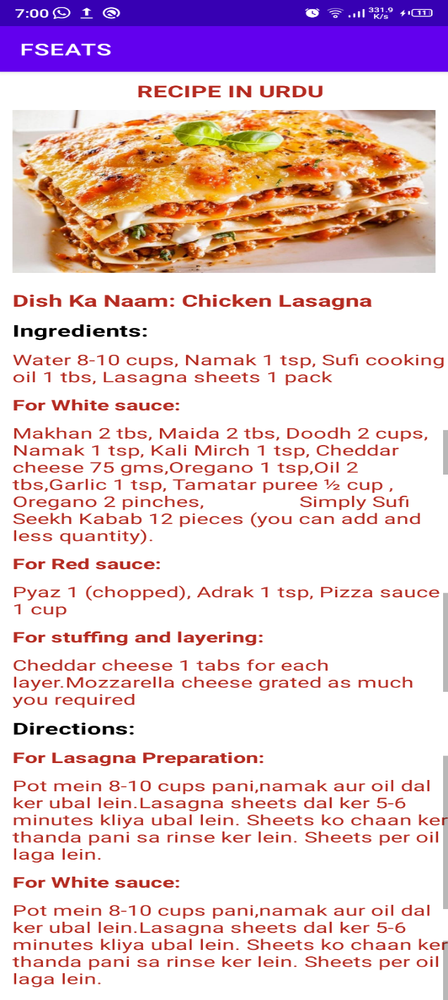 7:00 331.9 K/s 11
FSEATS
RECIPE IN URDU
Dish Ka Naam: Chicken Lasagna
Ingredients:
Water 8-10 cups, Namak 1 tsp, Sufi cooking
oil 1 tbs, Lasagna sheets 1 pack
For White sauce:
Makhan 2 tbs, Maida 2 tbs, Doodh 2 cups,
Namak 1 tsp, Kali Mirch 1 tsp, Cheddar
cheese 75 gms,Oregano 1 tsp,Oil 2
tbs,Garlic 1 tsp, Tamatar puree ½ cup ,
Oregano 2 pinches, Simply Sufi
Seekh Kabab 12 pieces (you can add and
less quantity).
For Red sauce:
Pyaz 1 (chopped), Adrak 1 tsp, Pizza sauce
1 cup
For stuffing and layering:
Cheddar cheese 1 tabs for each
layer.Mozzarella cheese grated as much
you required
Directions:
For Lasagna Preparation:
Pot mein 8-10 cups pani,namak aur oil dal
ker ubal lein.Lasagna sheets dal ker 5-6
minutes kliya ubal lein. Sheets ko chaan ker
thanda pani sa rinse ker lein. Sheets per oil
laga lein.
For White sauce:
Pot mein 8-10 cups pani,namak aur oil dal
ker ubal lein.Lasagna sheets dal ker 5-6
minutes kliya ubal lein. Sheets ko chaan ker
thanda pani sa rinse ker lein. Sheets per oil
laga lein.